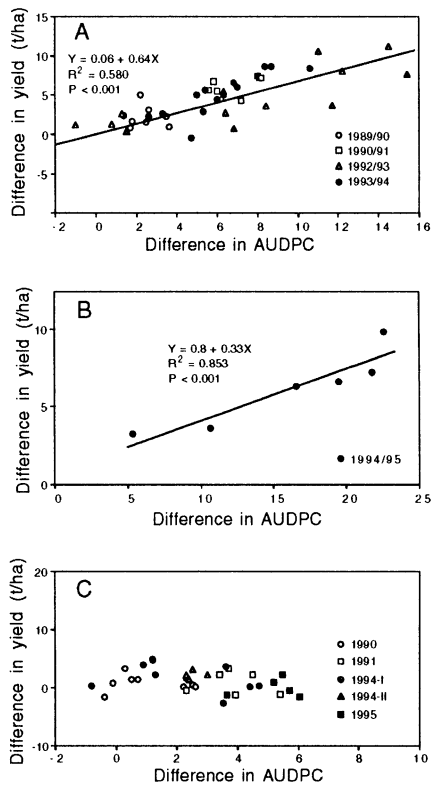 A
Y = 0.06 + 0.64X
R² = 0.580
P < 0.001
Difference in yield (t/ha)
15
10
5
0
-5
1989/90
1990/91
1992/93
1993/94
-2 0 2 4 6 8 10 12 14 16
Difference in AUDPC
B
Y = 0.8 + 0.33X
R² = 0.853
P < 0.001
Difference in yield (t/ha)
10
5
0
1994/95
0 5 10 15 20 25
Difference in AUDPC
C
Difference in yield (t/ha)
20
10
0
-10
1990
1991
1994-I
1994-II
1995
0 2 4 6 8 10
Difference in AUDPC